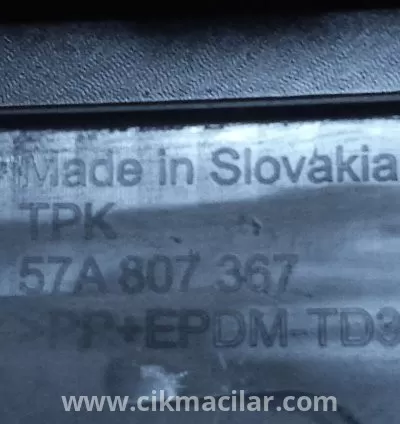 Made in Slovakia
TPK
57A 807 367
>PP+EPDM-TD3
www.cikmacilar.com